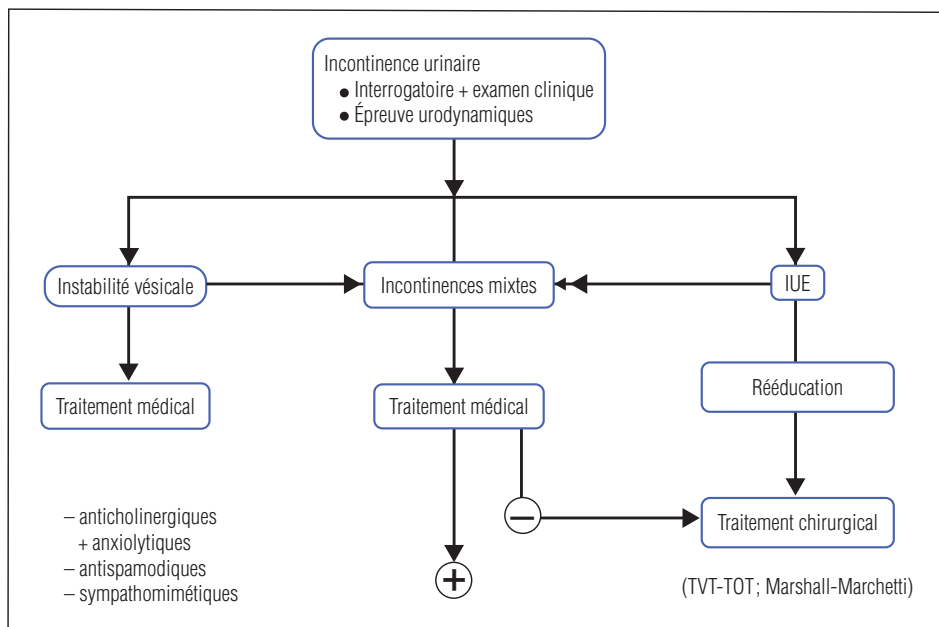 Incontinence urinaire
● Interrogatoire + examen clinique
● Épreuve urodynamiques
Instabilité vésicale
Incontinences mixtes
IUE
Traitement médical
Traitement médical
Rééducation
Traitement chirurgical
– anticholinergiques
+ anxiolytiques
– antispamodiques
– sympathomimétiques
−
+
(TVT-TOT; Marshall-Marchetti)